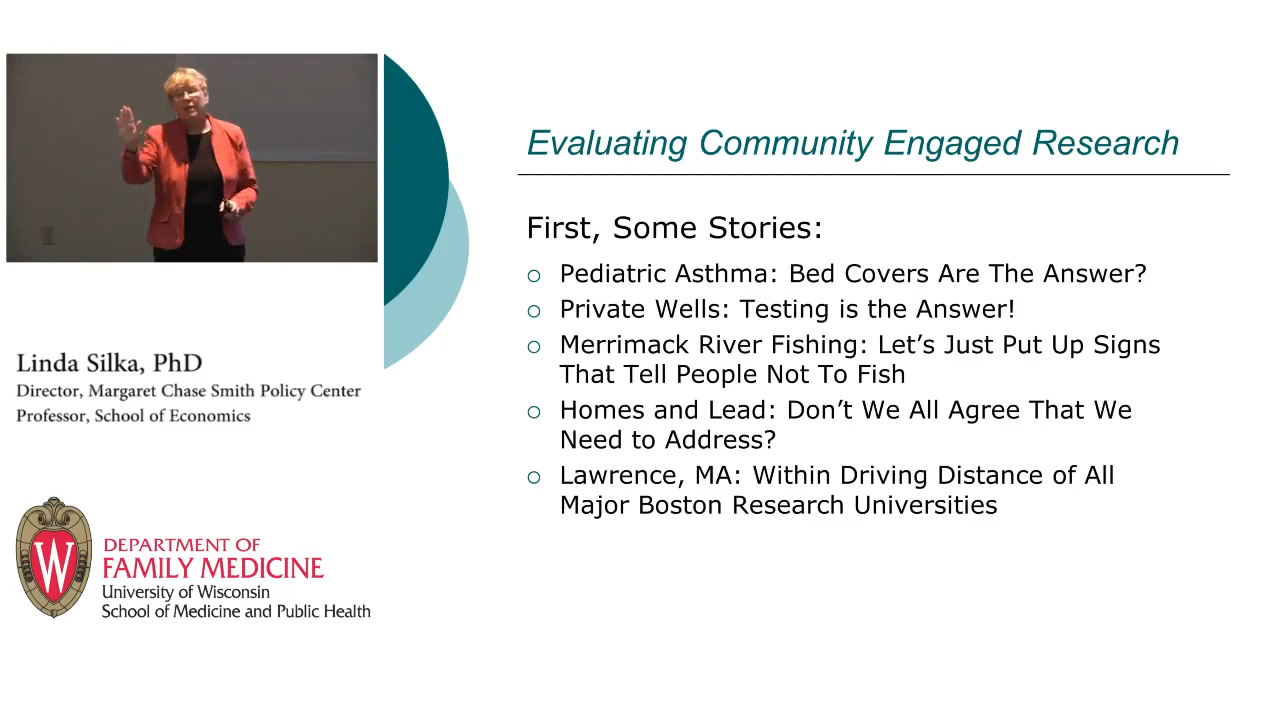 Evaluating Community Engaged Research
First, Some Stories:
Pediatric Asthma: Bed Covers Are The Answer?
Private Wells: Testing is the Answer!
Merrimack River Fishing: Let’s Just Put Up Signs
That Tell People Not To Fish
Homes and Lead: Don’t We All Agree That We
Need to Address?
Lawrence, MA: Within Driving Distance of All
Major Boston Research Universities
Linda Silka, PhD
Director, Margaret Chase Smith Policy Center
Professor, School of Economics
W
DEPARTMENT OF
FAMILY MEDICINE
University of Wisconsin
School of Medicine and Public Health